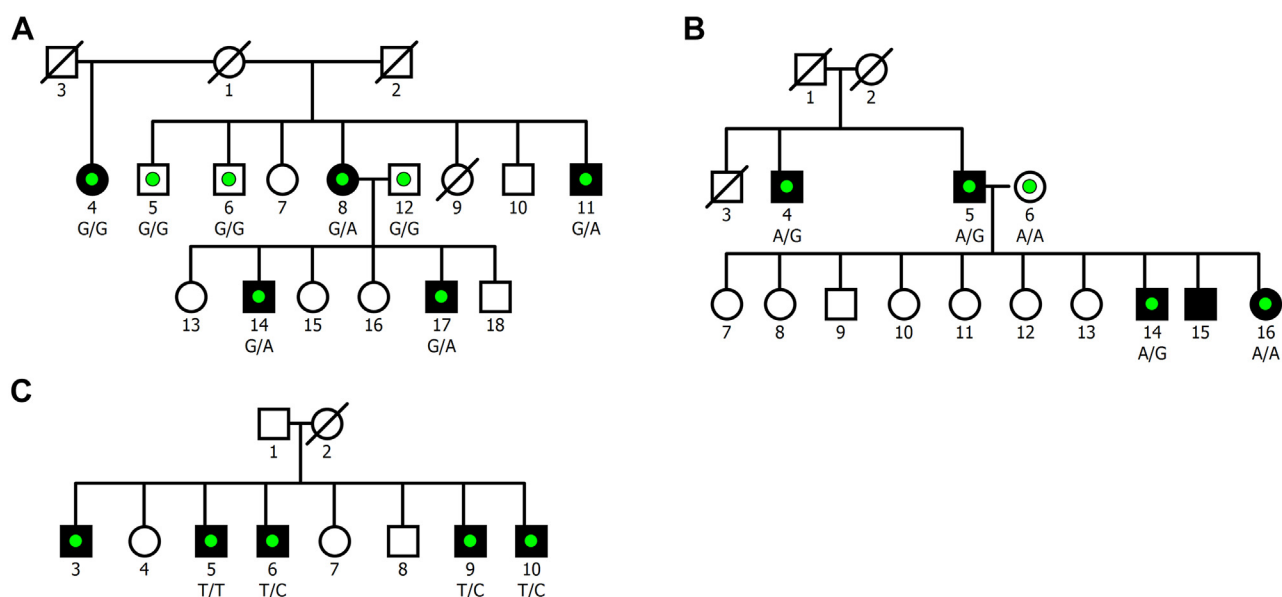 A
3 1 2
4 5 6 7 8 12 9 10 11
G/G G/G G/G G/A G/G G/A
13 14 15 16 17 18
G/A G/A
B
1 2
3 4 5 6
A/G A/G A/A
7 8 9 10 11 12 13 14 15 16
A/G A/A
C
1 2
3 4 5 6 7 8 9 10
T/T T/C T/C T/C